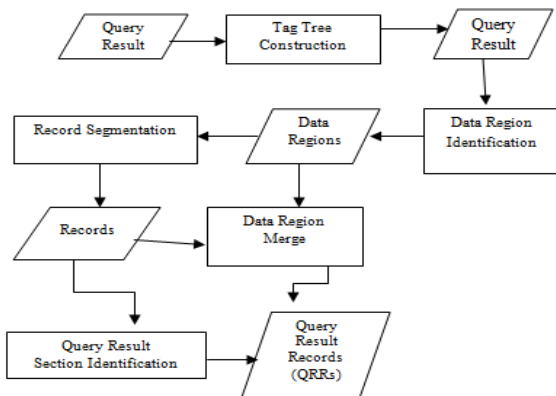 Query
Result
Tag Tree
Construction
Query
Result
Record Segmentation
Data
Regions
Data Region
Identification
Records
Data Region
Merge
Query Result
Section Identification
Query
Result
Records
(QRRs)